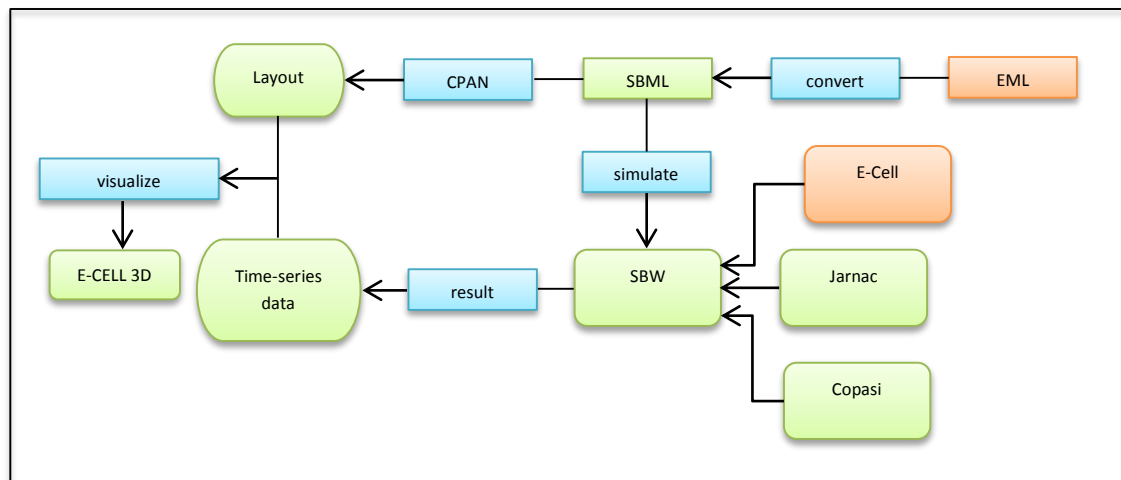 Layout
CPAN
SBML
convert
EML
visualize
simulate
E-Cell
E-CELL 3D
Time-series
data
result
SBW
Jarnac
Copasi